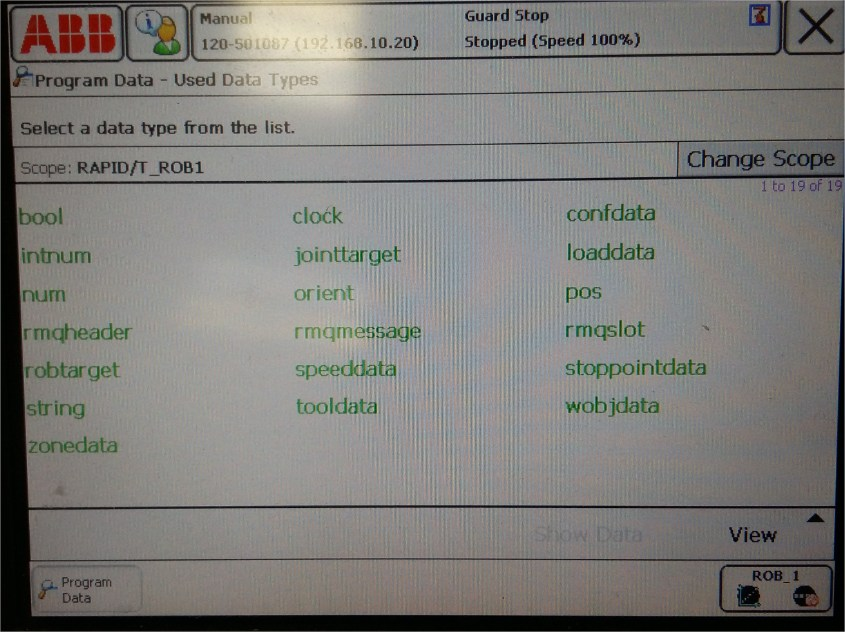 ABB
Manual
120-501087 (192.168.10.20)
Guard Stop
Stopped (Speed 100%)
Program Data - Used Data Types
Select a data type from the list.
Scope: RAPID/T_ROB1
Change Scope
1 to 19 of 19
bool
clock
confdata
intnum
jointtarget
loaddata
num
orient
pos
rmqheader
rmqmessage
rmqslot
robtarget
speeddata
stoppointdata
string
tooldata
wobjdata
zonedata
Show Data
View
Program
Data
ROB_1